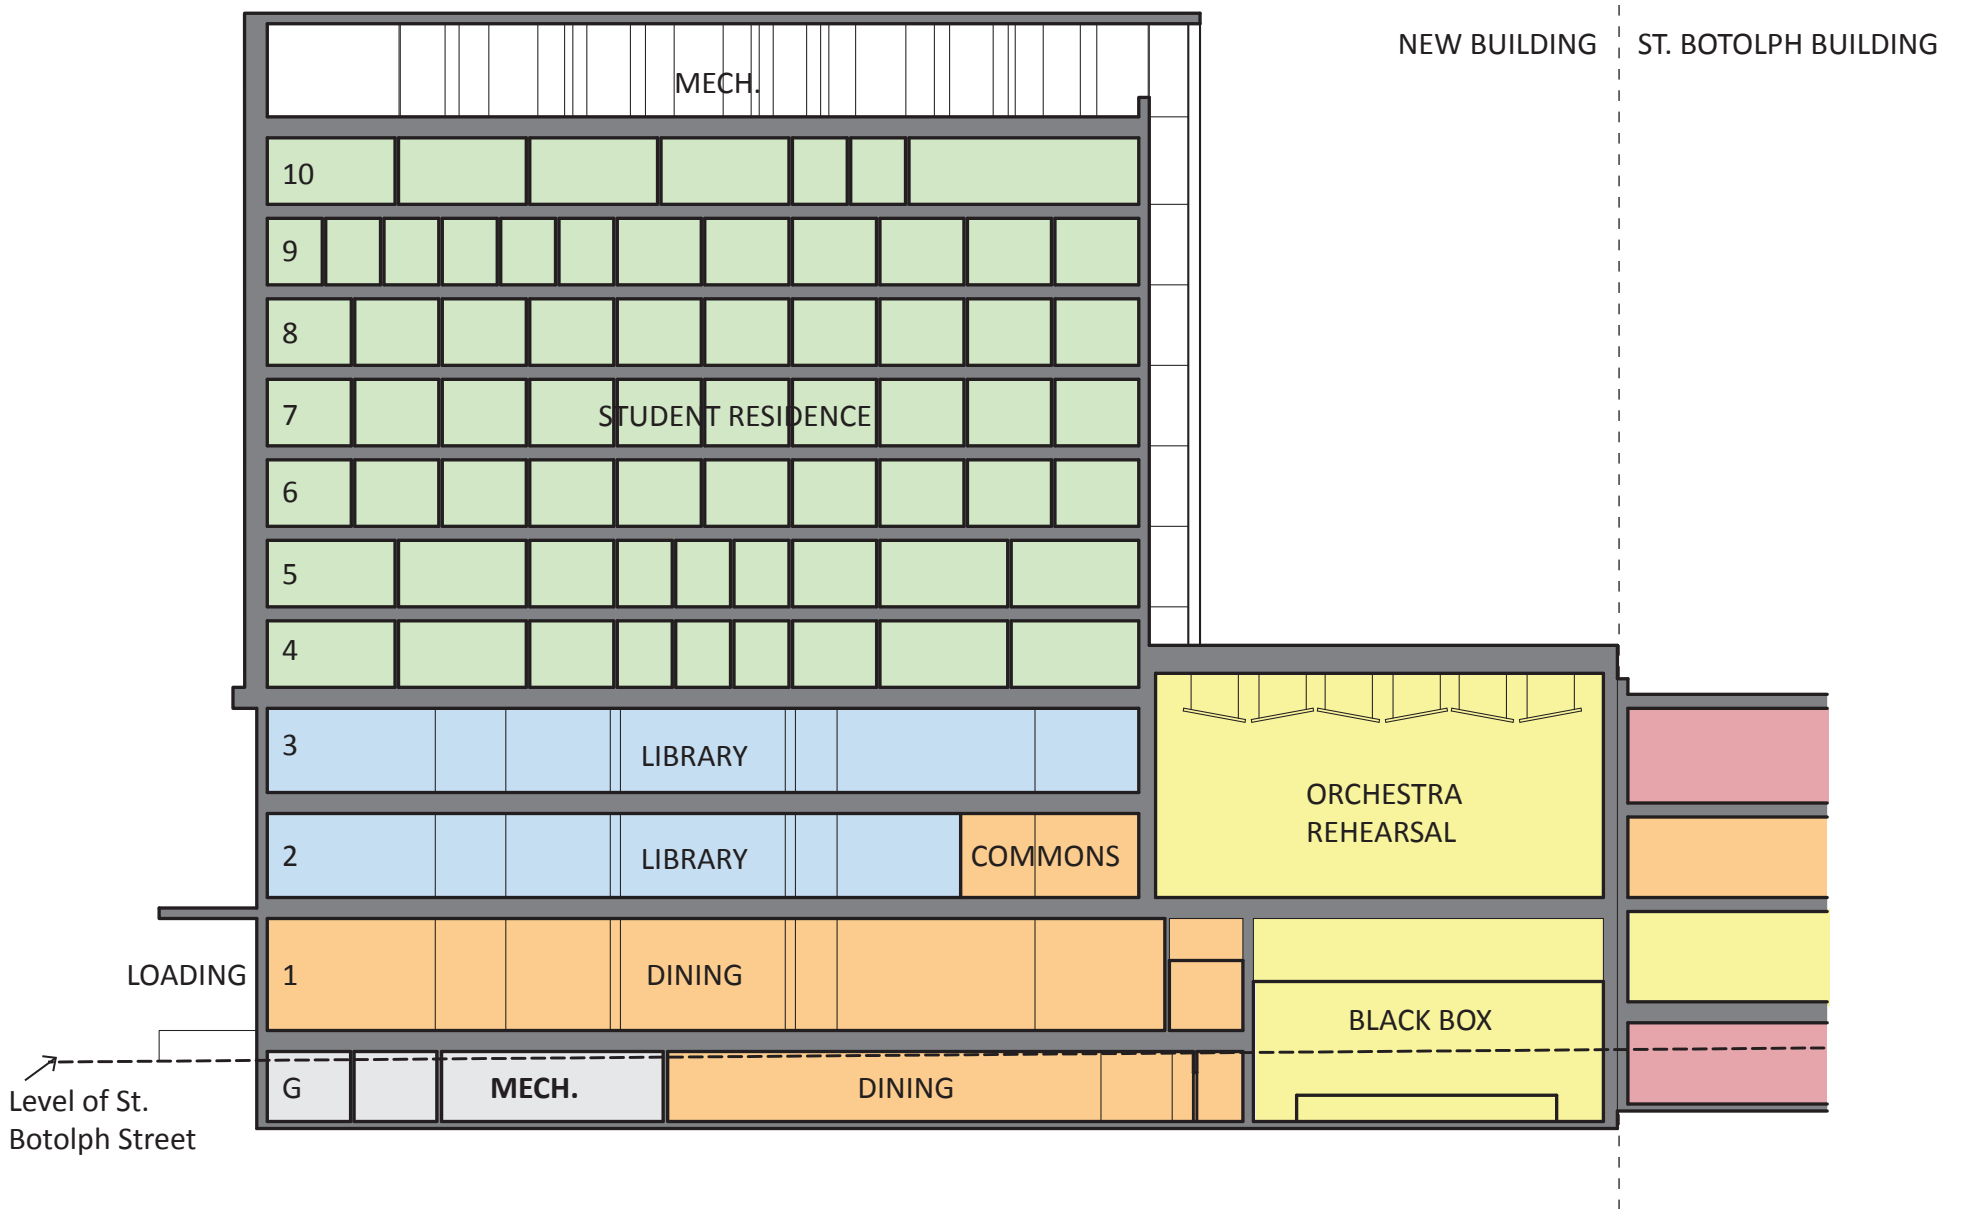 NEW BUILDING
ST. BOTOLPH BUILDING
MECH.
10
9
8
7
STUDENT RESIDENCE
6
5
4
3
LIBRARY
ORCHESTRA
REHEARSAL
2
LIBRARY
COMMONS
LOADING
1
DINING
BLACK BOX
G
MECH.
DINING
Level of St.
Botolph Street